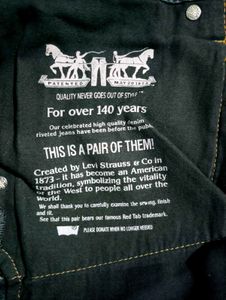 PATENTED MAY 20 1873
QUALITY NEVER GOES OUT OF STYLE
For over 140 years
Our celebrated high quality denim
riveted jeans have been before the public
THIS IS A PAIR OF THEM!
Created by Levi Strauss & Co in
1873 - it has become an American
tradition, symbolizing the vitality
of the West to people all over the
World.
We shall thank you to carefully examine the sewing, finish
and fit.
See that this pair bears our famous Red Tab trademark.
PLEASE DONATE WHEN NO LONGER NEEDED